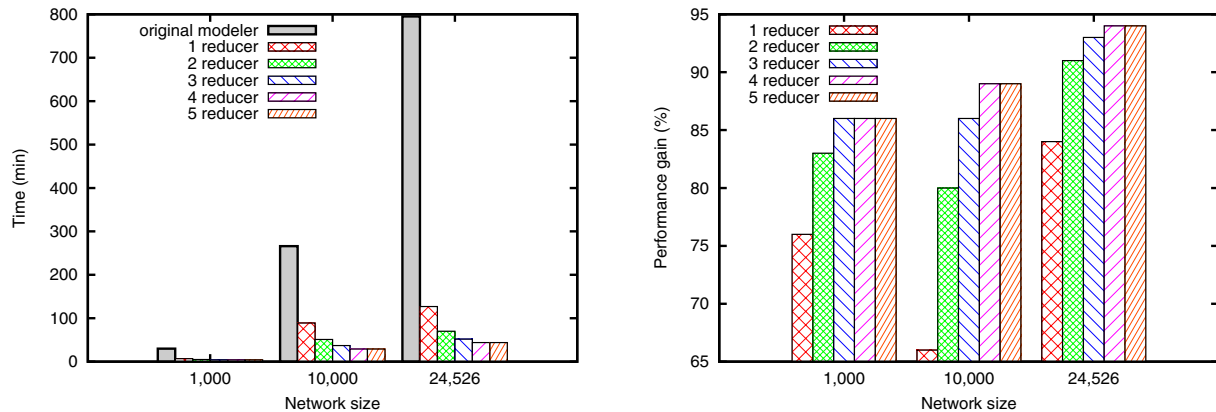 800
700
600
500
400
300
200
100
0
Time (min)
original modeler
1 reducer
2 reducer
3 reducer
4 reducer
5 reducer
1,000
10,000
24,526
Network size
95
90
85
80
75
70
65
Performance gain (%)
1 reducer
2 reducer
3 reducer
4 reducer
5 reducer
1,000
10,000
24,526
Network size